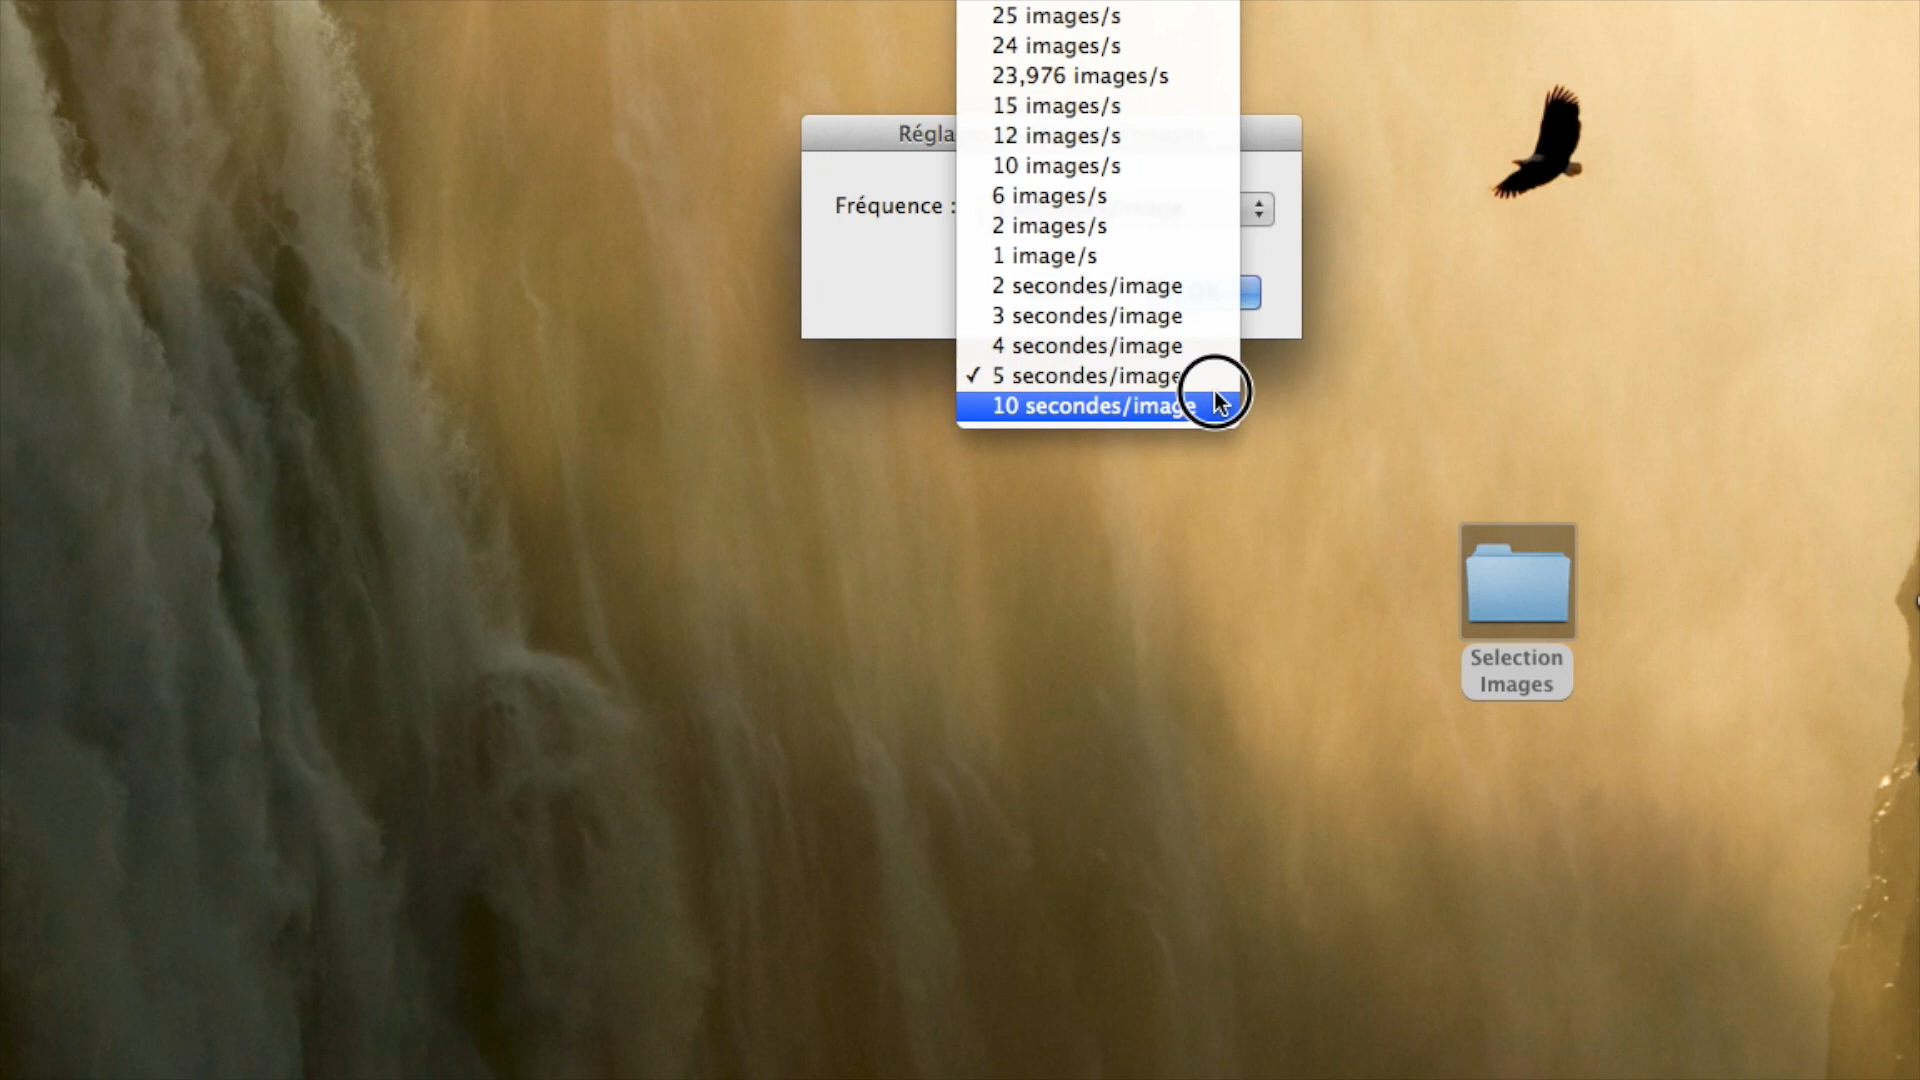 25 images/s
24 images/s
23,976 images/s
15 images/s
Régla
12 images/s
10 images/s
6 images/s
Fréquence :
2 images/s
1 image/s
2 secondes/image
3 secondes/image
4 secondes/image
✓ 5 secondes/image
10 secondes/image
Selection
Images